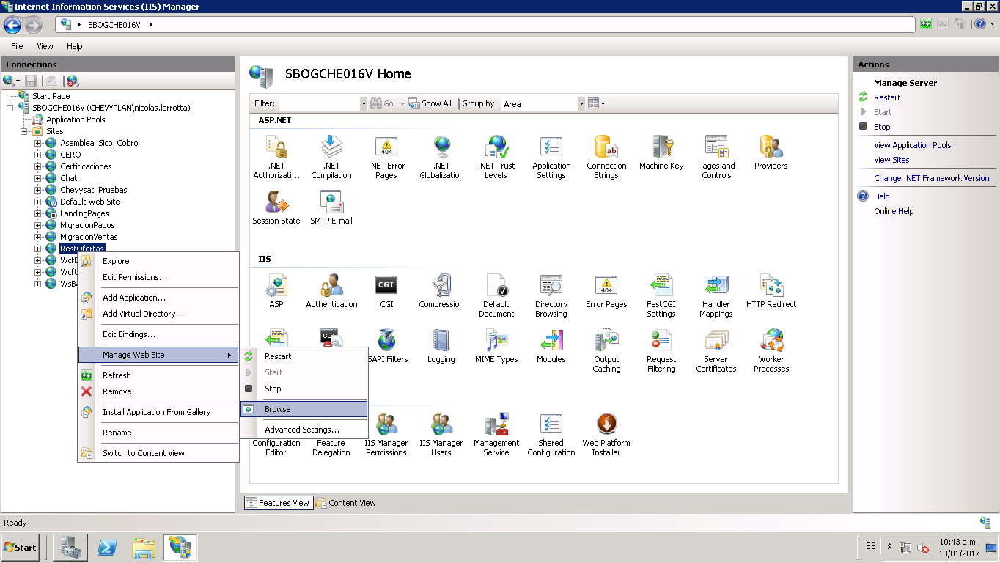 Internet Information Services (IIS) Manager
SBOGCHE016V
File View Help
Connections
Start Page
SBOGCHE016V (CHEVYPLAN\nicolas.larrotta)
Application Pools
Sites
Asamblea_Sico_Cobro
CERO
Certificaciones
Chat
Chevysat_Pruebas
Default Web Site
LandingPages
MigracionPagos
MigracionVentas
RestOfertas
Explore
Edit Permissions...
Add Application...
Add Virtual Directory...
Edit Bindings...
Manage Web Site
Refresh
Remove
Install Application From Gallery
Rename
Switch to Content View
Restart
Start
Stop
Browse
Advanced Settings...
SBOGCHE016V Home
Filter: Go Show All Group by: Area
ASP.NET
.NET Authorizati...
.NET Compilation
.NET Error Pages
.NET Globalization
.NET Trust Levels
Application Settings
Connection Strings
Machine Key
Pages and Controls
Providers
Session State
SMTP E-mail
IIS
ASP
Authentication
CGI
Compression
Default Document
Directory Browsing
Error Pages
FastCGI Settings
Handler Mappings
HTTP Redirect
SAPI Filters
Logging
MIME Types
Modules
Output Caching
Request Filtering
Server Certificates
Worker Processes
Configuration Editor
Feature Delegation
IIS Manager Permissions
IIS Manager Users
Management Service
Shared Configuration
Web Platform Installer
Features View Content View
Actions
Manage Server
Restart
Start
Stop
View Application Pools
View Sites
Change .NET Framework Version
Help
Online Help
Ready
Start
ES
10:43 a.m.
13/01/2017